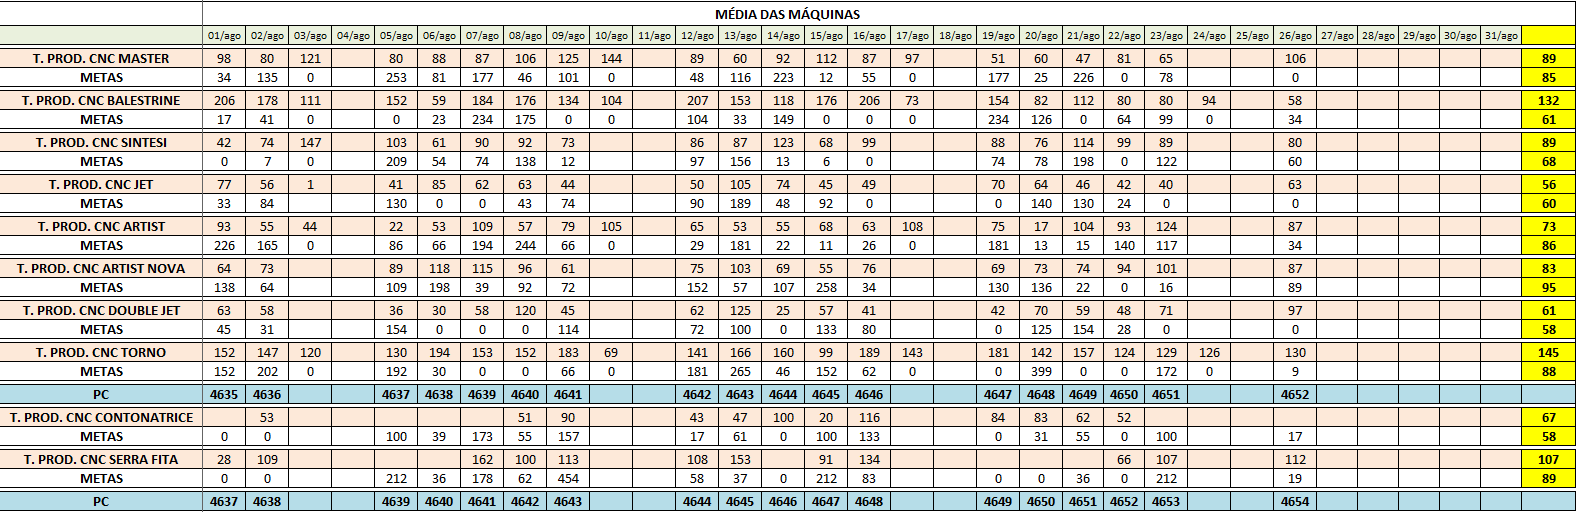 MÉDIA DAS MÁQUINAS
01/ago 02/ago 03/ago 04/ago 05/ago 06/ago 07/ago 08/ago 09/ago 10/ago 11/ago 12/ago 13/ago 14/ago 15/ago 16/ago 17/ago 18/ago 19/ago 20/ago 21/ago 22/ago 23/ago 24/ago 25/ago 26/ago 27/ago 28/ago 29/ago 30/ago 31/ago
T. PROD. CNC MASTER 98 80 121 80 88 87 106 125 144 89 60 92 112 87 97 51 60 47 81 65 106 89
METAS 34 135 0 253 81 177 46 101 0 48 116 223 12 55 0 177 25 226 0 78 0 85
T. PROD. CNC BALESTRINE 206 178 111 152 59 184 176 134 104 207 153 118 176 206 73 154 82 112 80 80 94 58 132
METAS 17 41 0 0 23 234 175 0 0 104 33 149 0 0 0 234 126 0 64 99 0 34 61
T. PROD. CNC SINTESI 42 74 147 103 61 90 92 73 86 87 123 68 99 88 76 114 99 89 80 89
METAS 0 7 0 209 54 74 138 12 97 156 13 6 0 74 78 198 0 122 60 68
T. PROD. CNC JET 77 56 1 41 85 62 63 44 50 105 74 45 49 70 64 46 42 40 63 56
METAS 33 84 130 0 0 43 74 90 189 48 92 0 0 140 130 24 0 0 60
T. PROD. CNC ARTIST 93 55 44 22 53 109 57 79 105 65 53 55 68 63 108 75 17 104 93 124 87 73
METAS 226 165 0 86 66 194 244 66 0 29 181 22 11 26 0 181 13 15 140 117 34 86
T. PROD. CNC ARTIST NOVA 64 73 89 118 115 96 61 75 103 69 55 76 69 73 74 94 101 87 83
METAS 138 64 109 198 39 92 72 152 57 107 258 34 130 136 22 0 16 89 95
T. PROD. CNC DOUBLE JET 63 58 36 30 58 120 45 62 125 25 57 41 42 70 59 48 71 97 61
METAS 45 31 154 0 0 0 114 72 100 0 133 80 0 125 154 28 0 0 58
T. PROD. CNC TORNO 152 147 120 130 194 153 152 183 69 141 166 160 99 189 143 181 142 157 124 129 126 130 145
METAS 152 202 0 192 30 0 0 66 0 181 265 46 152 62 0 0 399 0 0 172 0 9 88
PC 4635 4636 4637 4638 4639 4640 4641 4642 4643 4644 4645 4646 4647 4648 4649 4650 4651 4652
T. PROD. CNC CONTONATRICE 53 51 90 43 47 100 20 116 84 83 62 52 67
METAS 0 0 100 39 173 55 157 17 61 0 100 133 0 31 55 0 100 17 58
T. PROD. CNC SERRA FITA 28 109 162 100 113 108 153 91 134 66 107 112 107
METAS 0 0 212 36 178 62 454 58 37 0 212 83 0 0 36 0 212 19 89
PC 4637 4638 4639 4640 4641 4642 4643 4644 4645 4646 4647 4648 4649 4650 4651 4652 4653 4654